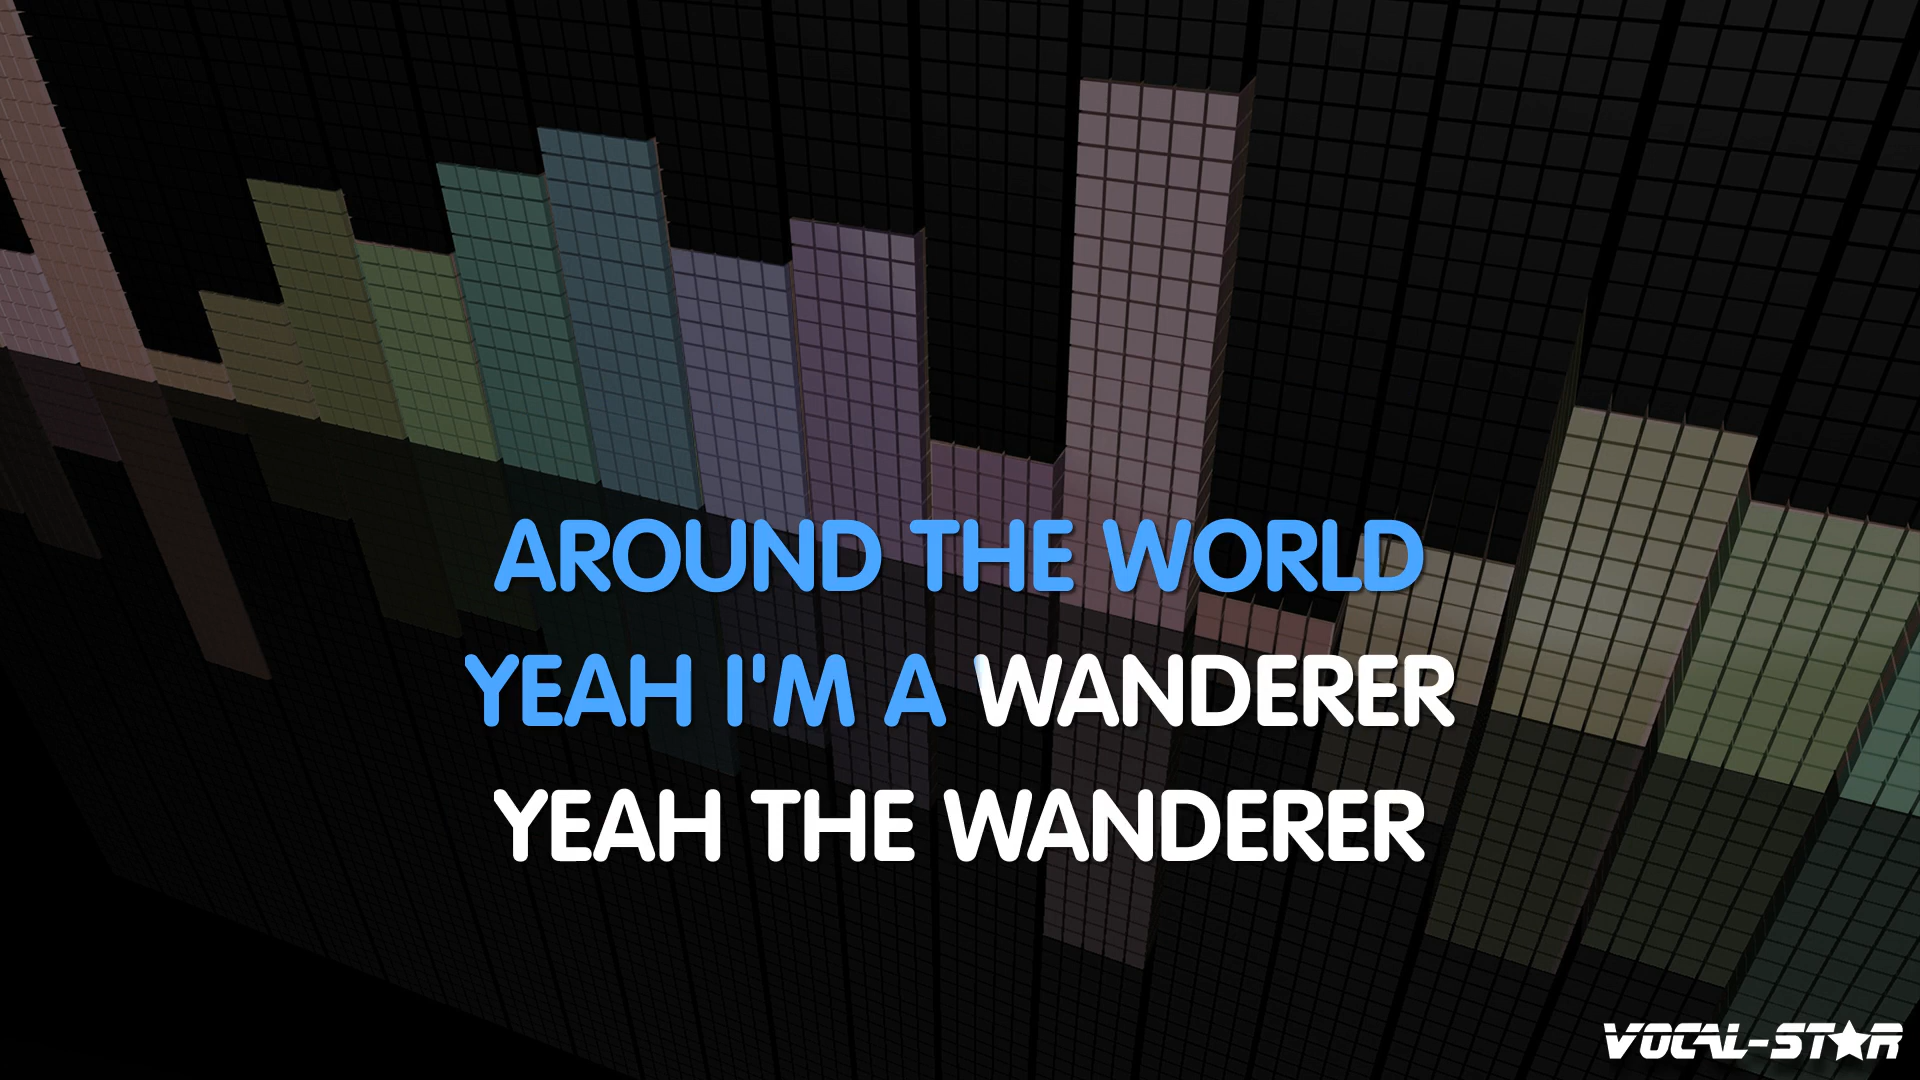 AROUND THE WORLD
YEAH I'M A WANDERER
YEAH THE WANDERER
VOCAL-STAR